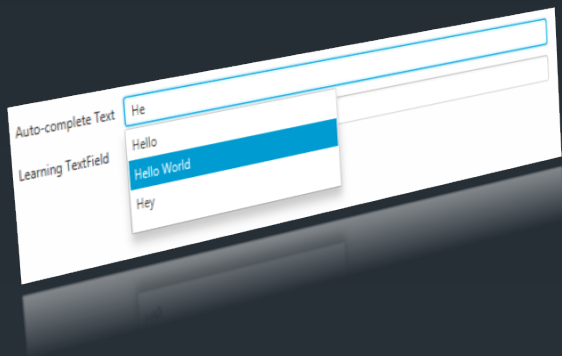 Auto-complete Text
He
Hello
Hello World
Hey
Learning TextField